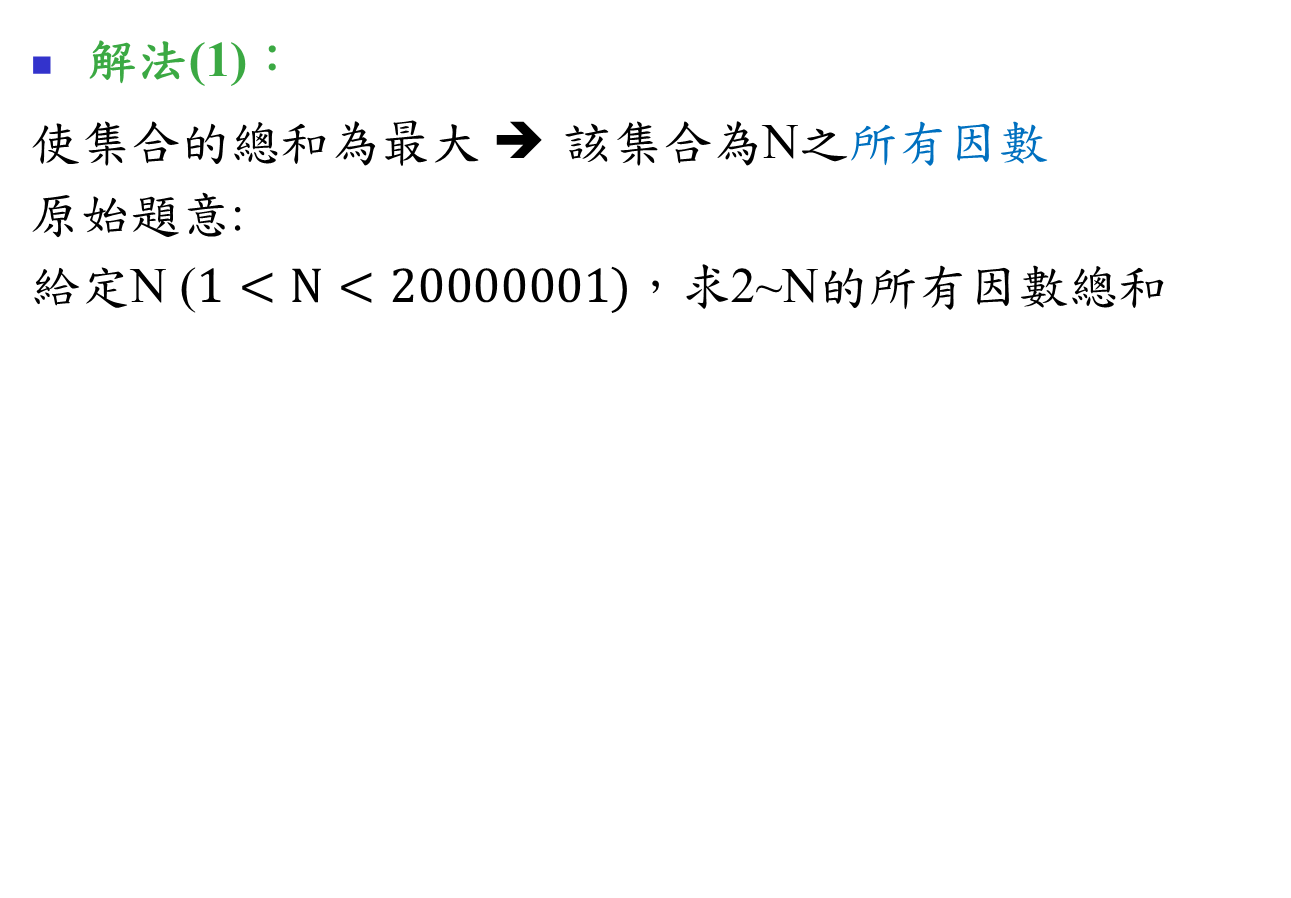 解法(1)：
使集合的總和為最大 🡺 該集合為N之所有因數
原始題意:
給定N (1 < N < 20000001)，求2~N的所有因數總和